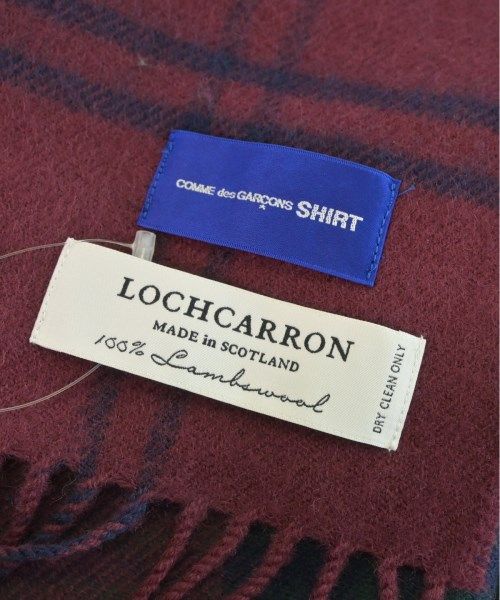 COMME des GARÇONS SHIRT
LOCHCARRON
MADE in SCOTLAND
100% Lambswool
DRY CLEAN ONLY